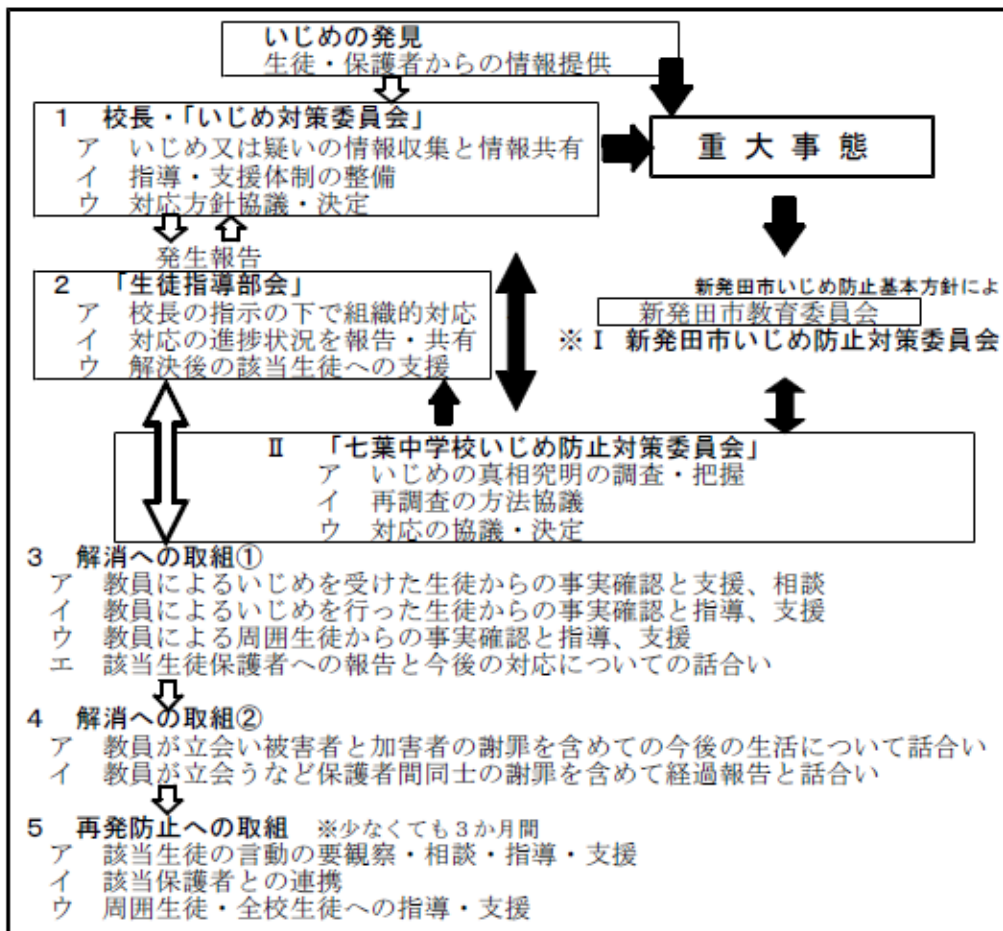 いじめの発見
生徒・保護者からの情報提供
1 校長・「いじめ対策委員会」
ア いじめ又は疑いの情報収集と情報共有
イ 指導・支援体制の整備
ウ 対応方針協議・決定
重大事態
発生報告
2 「生徒指導部会」
ア 校長の指示の下で組織的対応
イ 対応の進捗状況を報告・共有
ウ 解決後の該当生徒への支援
新発田市いじめ防止基本方針によ
新発田市教育委員会
※Ⅰ 新発田市いじめ防止対策委員会
Ⅱ 「七葉中学校いじめ防止対策委員会」
ア いじめの真相究明の調査・把握
イ 再調査の方法協議
ウ 対応の協議・決定
3 解消への取組①
ア 教員によるいじめを受けた生徒からの事実確認と支援、相談
イ 教員によるいじめを行った生徒からの事実確認と指導、支援
ウ 教員による周囲生徒からの事実確認と指導、支援
エ 該当生徒保護者への報告と今後の対応についての話合い
4 解消への取組②
ア 教員が立会い被害者と加害者の謝罪を含めての今後の生活について話合い
イ 教員が立会うなど保護者間同士の謝罪を含めて経過報告と話合い
5 再発防止への取組 ※少なくても3か月間
ア 該当生徒の言動の要観察・相談・指導・支援
イ 該当保護者との連携
ウ 周囲生徒・全校生徒への指導・支援